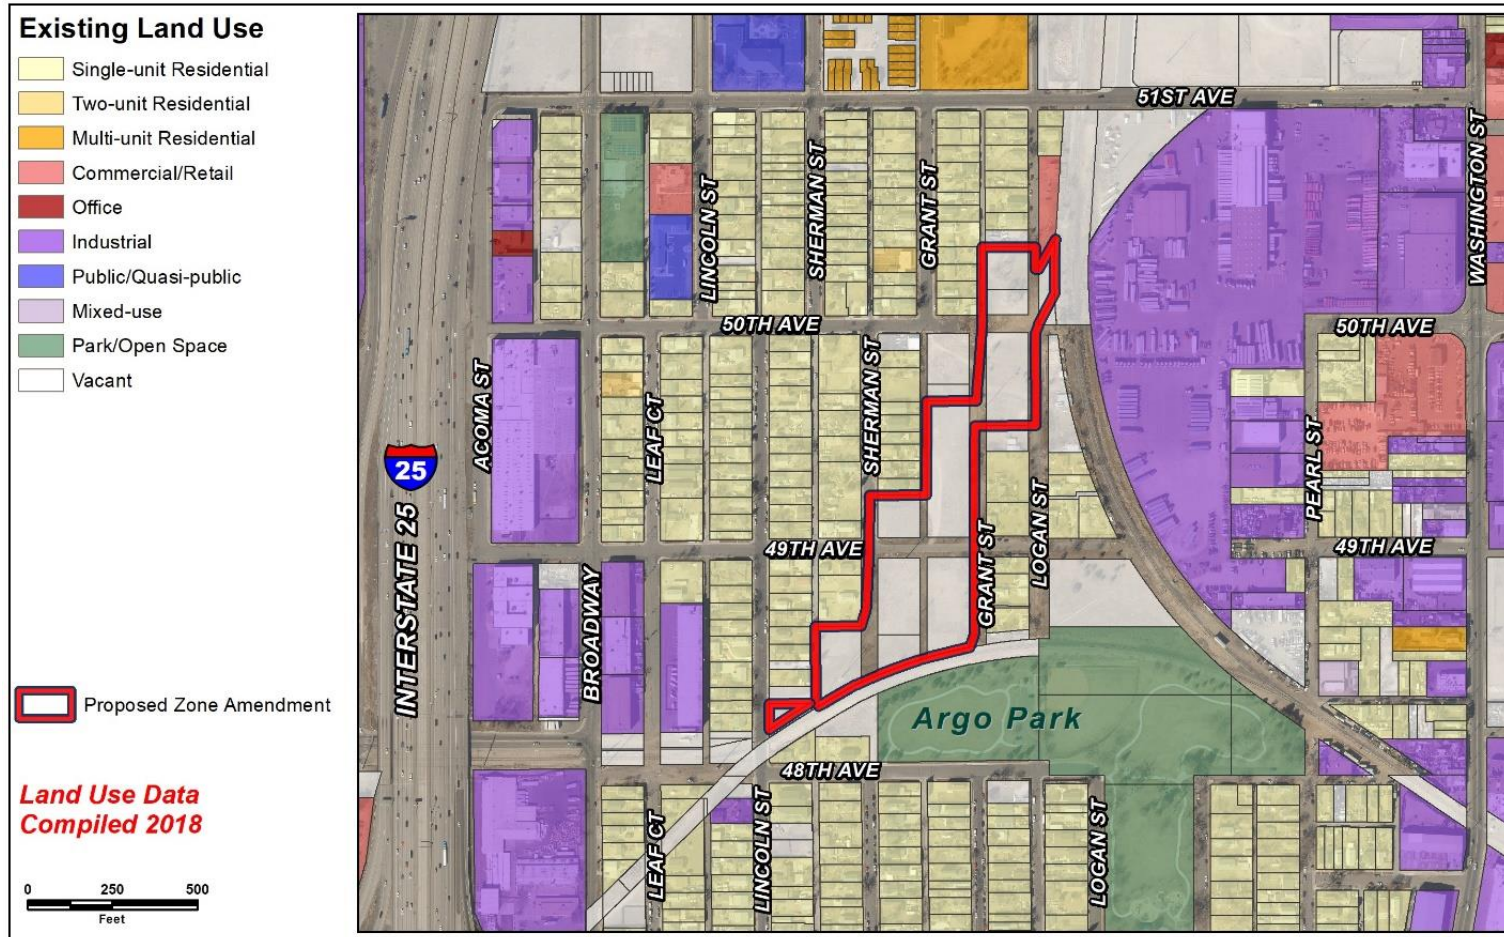 Existing Land Use
Single-unit Residential
Two-unit Residential
Multi-unit Residential
Commercial/Retail
Office
Industrial
Public/Quasi-public
Mixed-use
Park/Open Space
Vacant
Proposed Zone Amendment
Land Use Data
Compiled 2018
0 250 500
Feet
51ST AVE
WASHINGTON ST
LINCOLN ST
SHERMAN ST
GRANT ST
50TH AVE
50TH AVE
ACOMA ST
LEAF CT
SHERMAN ST
PEARL ST
25
INTERSTATE 25
LOGAN ST
49TH AVE
49TH AVE
GRANT ST
BROADWAY
Argo Park
48TH AVE
LEAF CT
LINCOLN ST
LOGAN ST